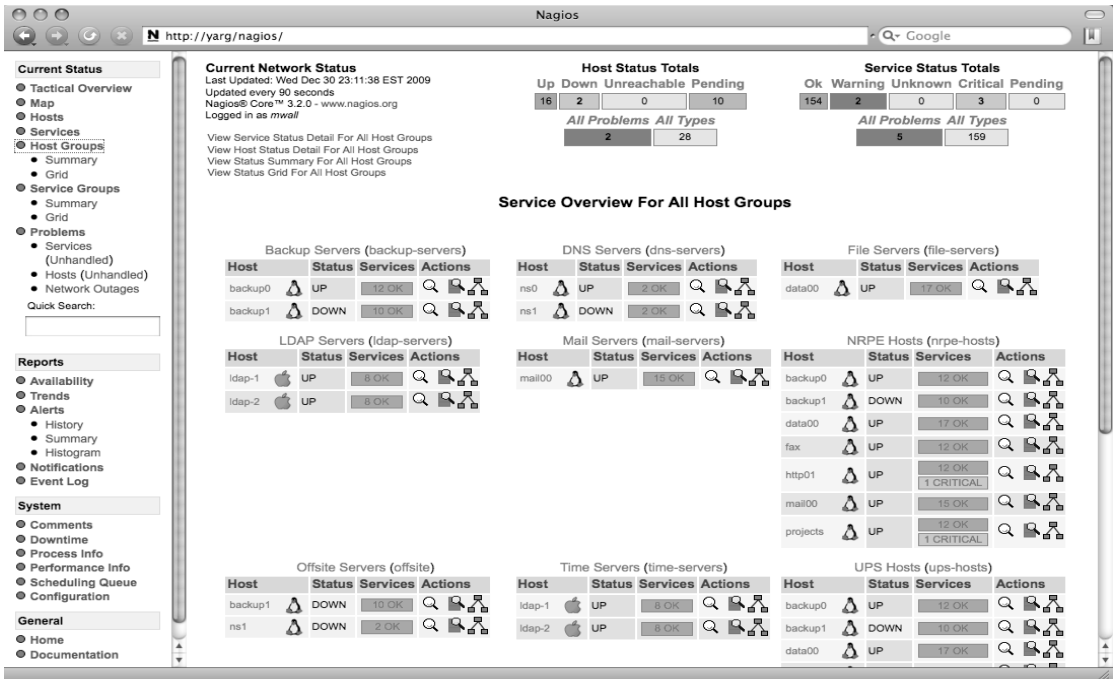 Nagios
N http://yarg/nagios/
Google
Current Status
Tactical Overview
Map
Hosts
Services
Host Groups
Summary
Grid
Service Groups
Summary
Grid
Problems
Services
(Unhandled)
Hosts (Unhandled)
Network Outages
Quick Search:
Reports
Availability
Trends
Alerts
History
Summary
Histogram
Notifications
Event Log
System
Comments
Downtime
Process Info
Performance Info
Scheduling Queue
Configuration
General
Home
Documentation
Current Network Status
Last Updated: Wed Dec 30 23:11:38 EST 2009
Updated every 90 seconds
Nagios® Core™ 3.2.0 - www.nagios.org
Logged in as mwall
View Service Status Detail For All Host Groups
View Host Status Detail For All Host Groups
View Status Summary For All Host Groups
View Status Grid For All Host Groups
Host Status Totals
Up Down Unreachable Pending
16 2 0 10
All Problems All Types
2 28
Service Status Totals
Ok Warning Unknown Critical Pending
154 2 0 3 0
All Problems All Types
5 159
Service Overview For All Host Groups
Backup Servers (backup-servers)
Host Status Services Actions
backup0 UP 12 OK
backup1 DOWN 10 OK
DNS Servers (dns-servers)
Host Status Services Actions
ns0 UP 2 OK
ns1 DOWN 2 OK
File Servers (file-servers)
Host Status Services Actions
data00 UP 17 OK
LDAP Servers (ldap-servers)
Host Status Services Actions
ldap-1 UP 8 OK
ldap-2 UP 8 OK
Mail Servers (mail-servers)
Host Status Services Actions
mail00 UP 15 OK
NRPE Hosts (nrpe-hosts)
Host Status Services Actions
backup0 UP 12 OK
backup1 DOWN 10 OK
data00 UP 17 OK
fax UP 12 OK
http01 UP 12 OK
1 CRITICAL
mail00 UP 15 OK
projects UP 12 OK
1 CRITICAL
Offsite Servers (offsite)
Host Status Services Actions
backup1 DOWN 10 OK
ns1 DOWN 2 OK
Time Servers (time-servers)
Host Status Services Actions
ldap-1 UP 8 OK
ldap-2 UP 8 OK
UPS Hosts (ups-hosts)
Host Status Services Actions
backup0 UP 12 OK
backup1 DOWN 10 OK
data00 UP 17 OK